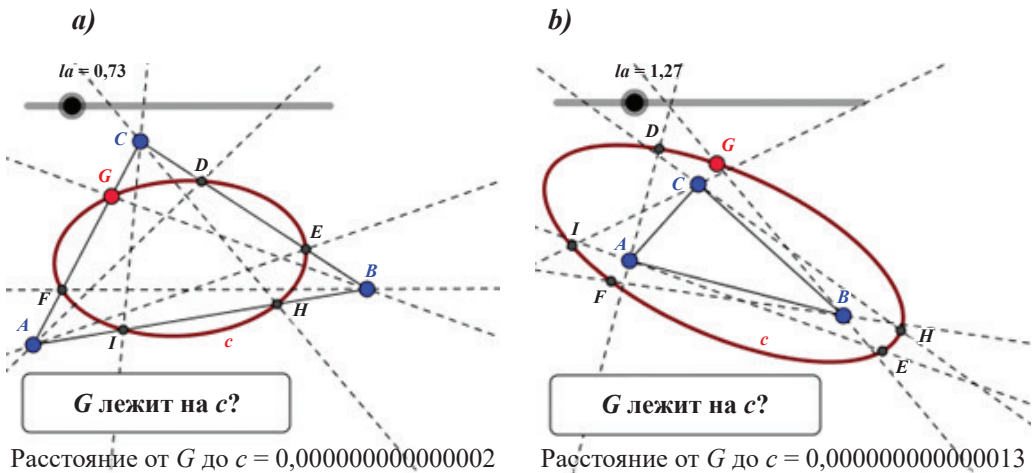 a)
b)
la = 0,73
la = 1,27
C
G
D
E
B
F
A
I
H
c
D
G
C
I
A
F
B
H
c
E
G лежит на c?
G лежит на c?
Расстояние от G до c = 0,000000000000002
Расстояние от G до c = 0,000000000000013